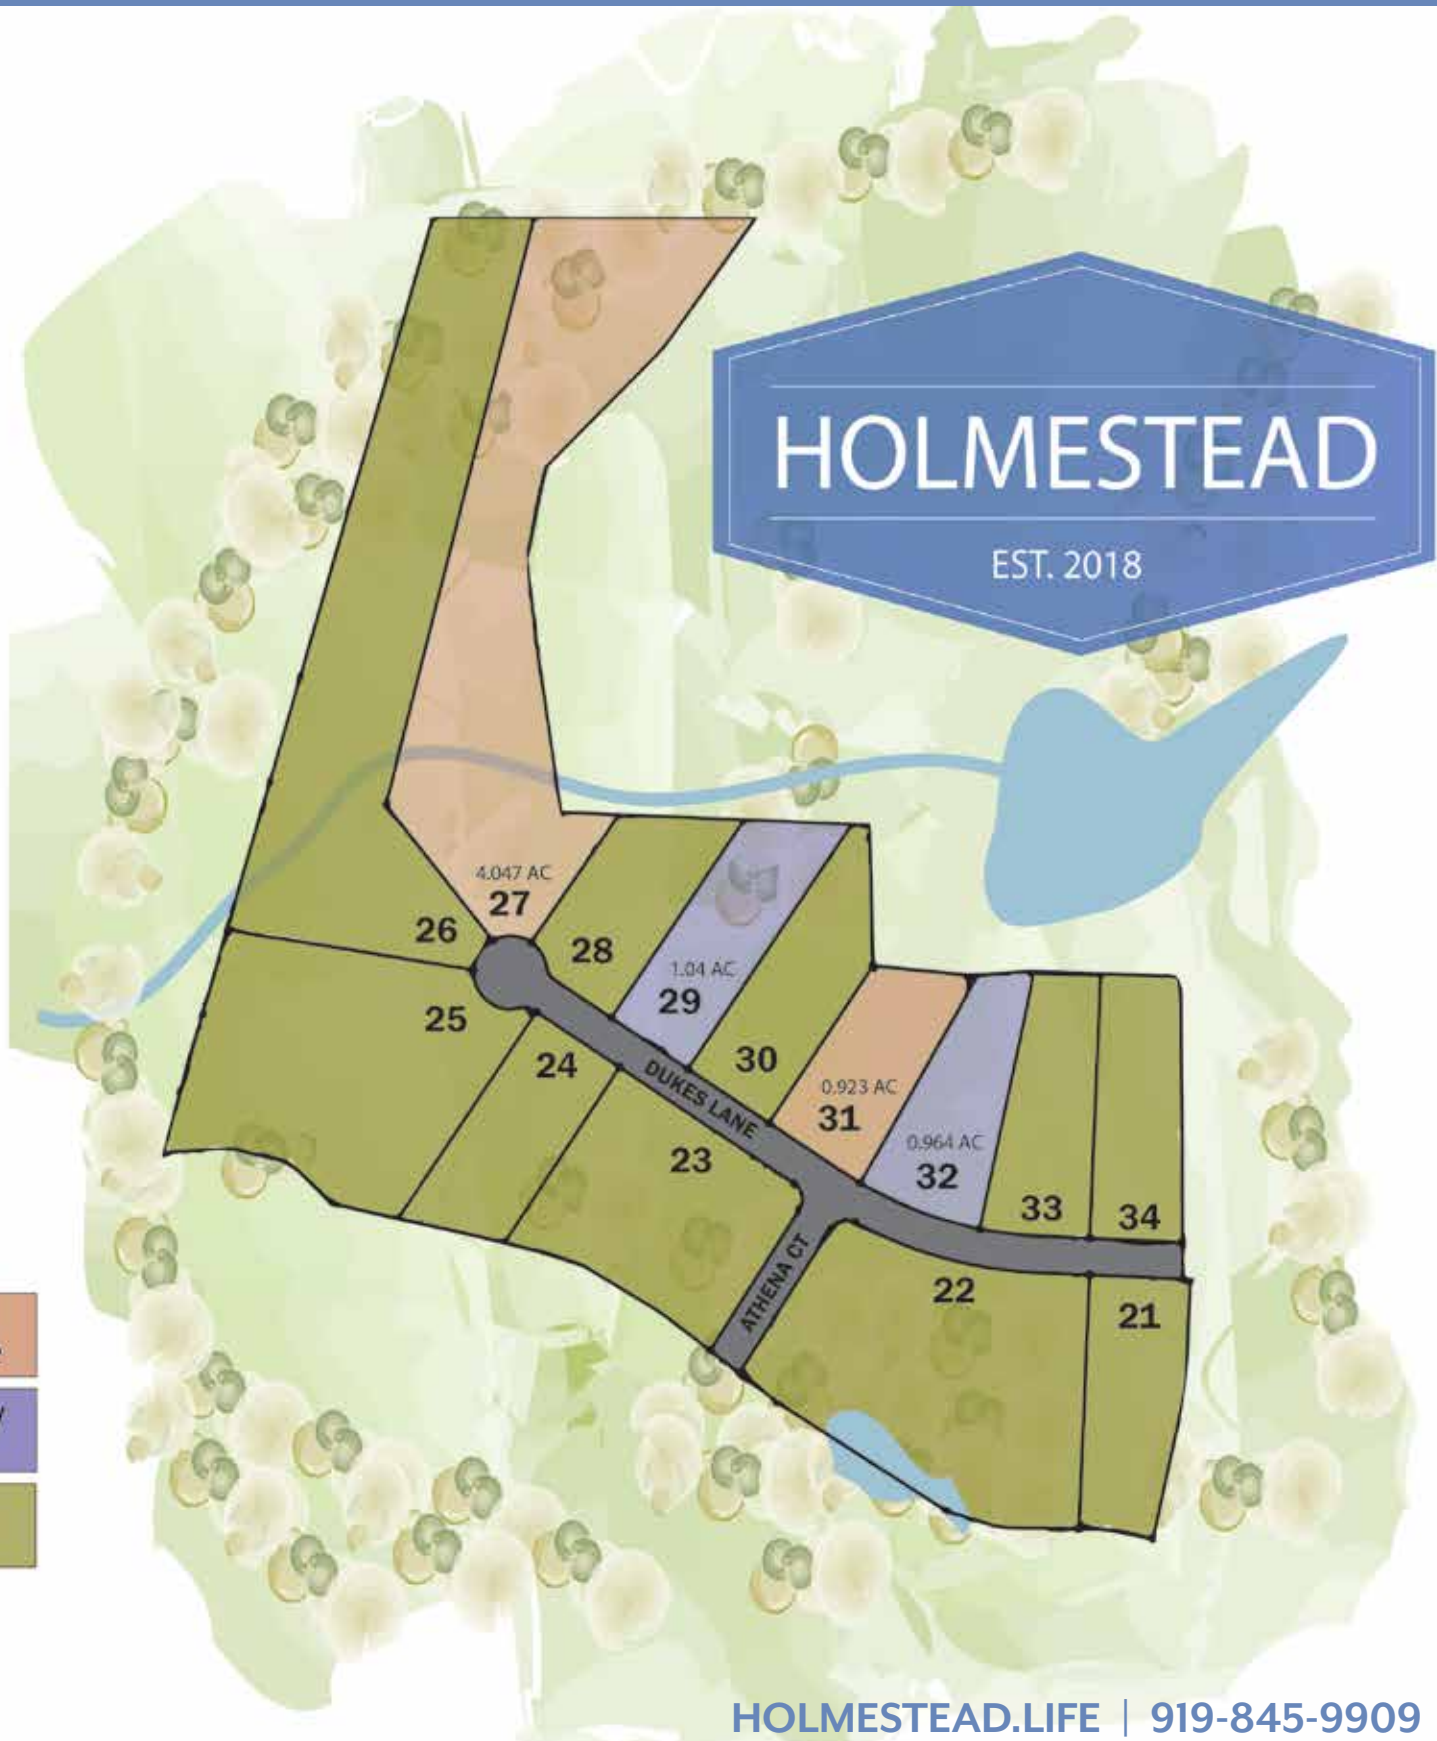 HOLMESTEAD
EST. 2018
4.047 AC
27
26
28
1.04 AC
29
25
30
24
DUKES LANE
0.923 AC
31
0.964 AC
32
23
33
34
ATHENA CT
22
21
HOLMESTEAD.LIFE | 919-845-9909